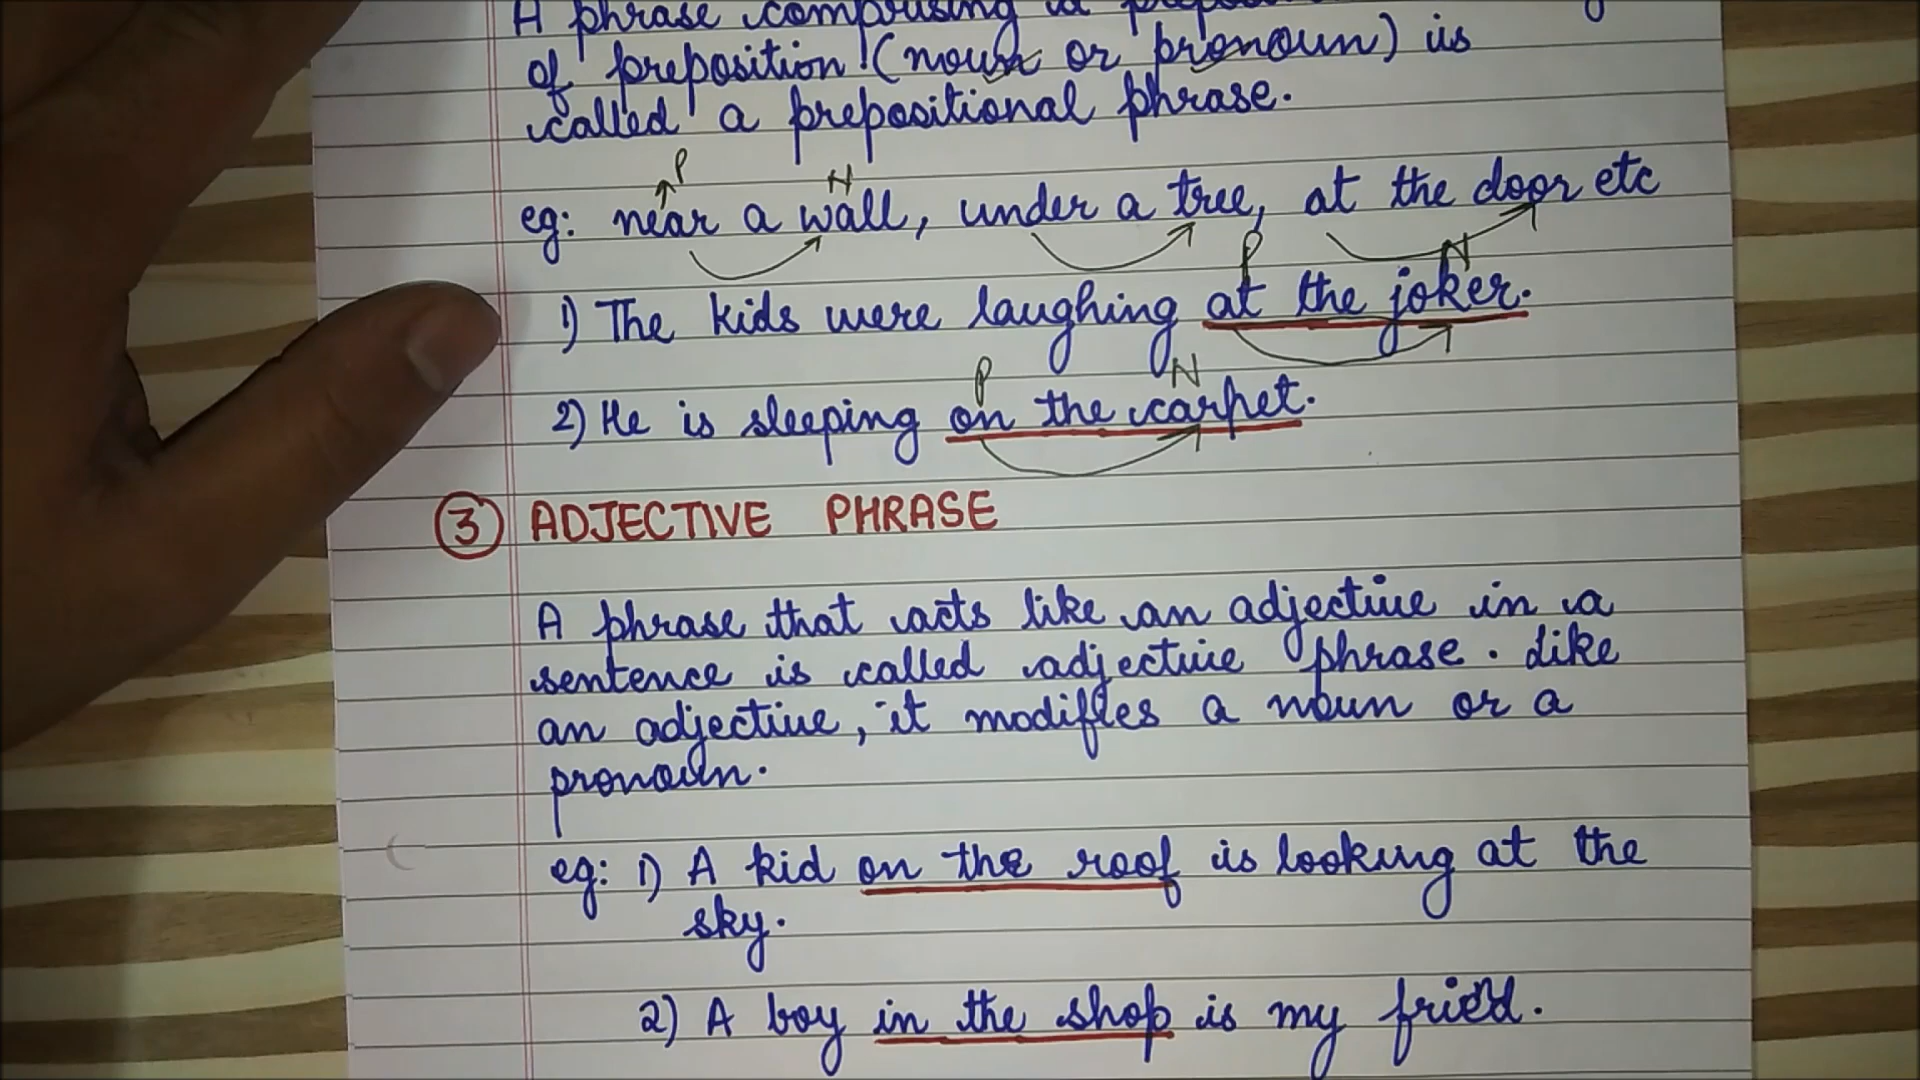 A phrase comprising a
of preposition (noun or pronoun) is
called a prepositional phrase.
P N
eg: near a wall, under a tree, at the door etc
P N
1) The kids were laughing at the joker.
P N
2) He is sleeping on the carpet.
3 ADJECTIVE PHRASE
A phrase that acts like an adjective in a
sentence is called adjective phrase. Like
an adjective, it modifies a noun or a
pronoun.
eg: 1) A kid on the roof is looking at the
sky.
2) A boy in the shop is my friend.